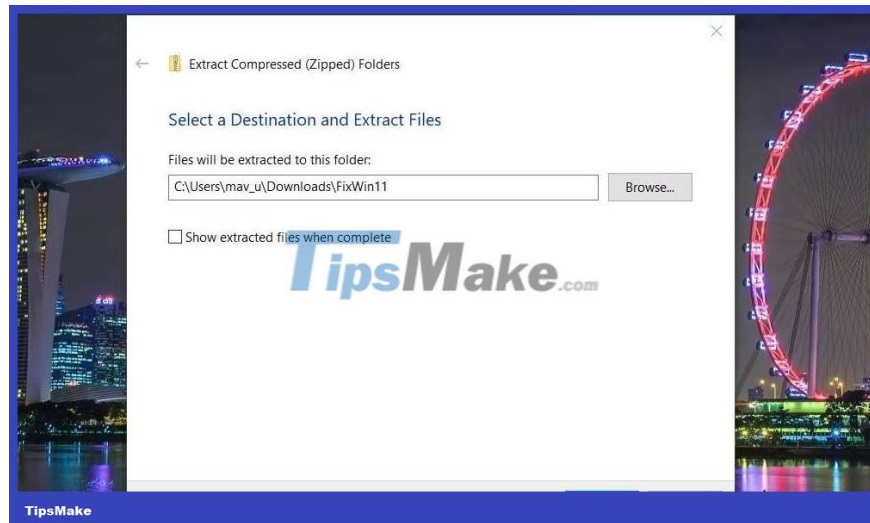 Extract Compressed (Zipped) Folders
Select a Destination and Extract Files
Files will be extracted to this folder:
C:\Users\mav_u\Downloads\FixWin11
Browse...
Show extracted files when complete
TipsMake.com
TipsMake